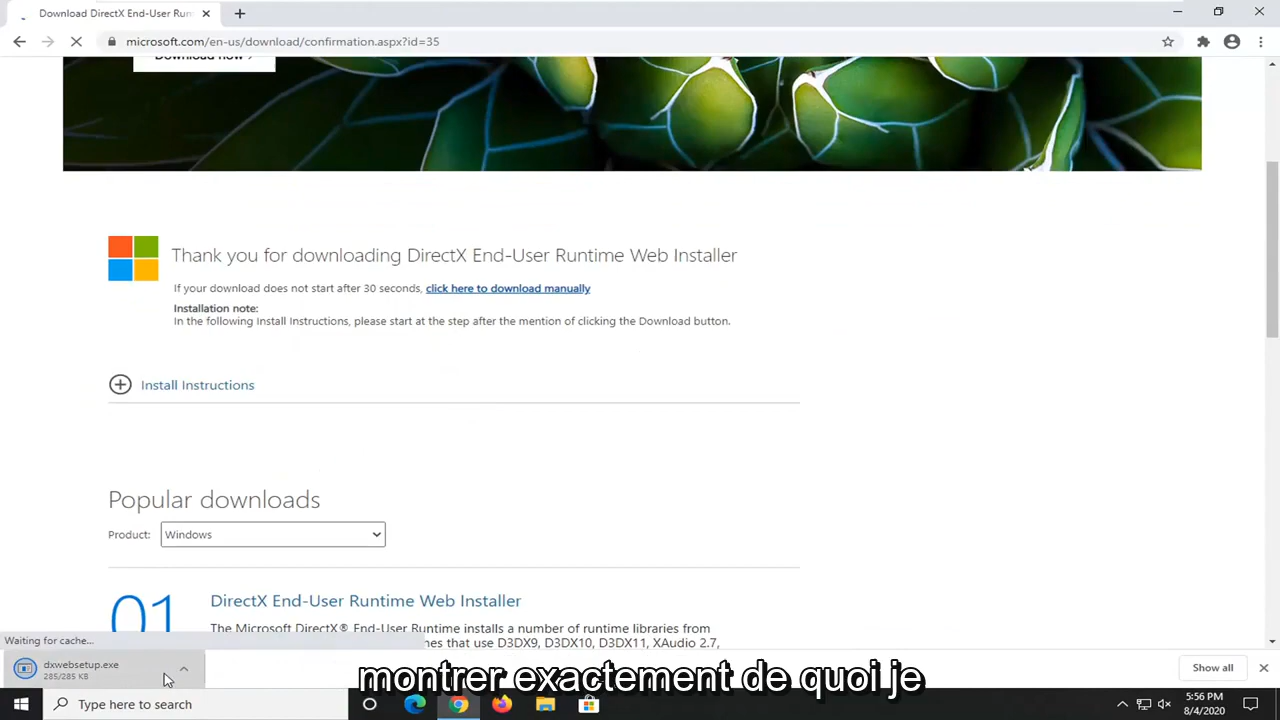 Download DirectX End-User Run
microsoft.com/en-us/download/confirmation.aspx?id=35
Download now
Thank you for downloading DirectX End-User Runtime Web Installer
If your download does not start after 30 seconds, click here to download manually
Installation note:
In the following Install Instructions, please start at the step after the mention of clicking the Download button.
Install Instructions
Popular downloads
Product: Windows
01 DirectX End-User Runtime Web Installer
The Microsoft DirectX® End-User Runtime installs a number of runtime libraries from
nes that use D3DX9, D3DX10, D3DX11, XAudio 2.7,
Waiting for cache...
dxwebsetup.exe
285/285 KB
Show all
montrer exactement de quoi je
Type here to search
5:56 PM
8/4/2020